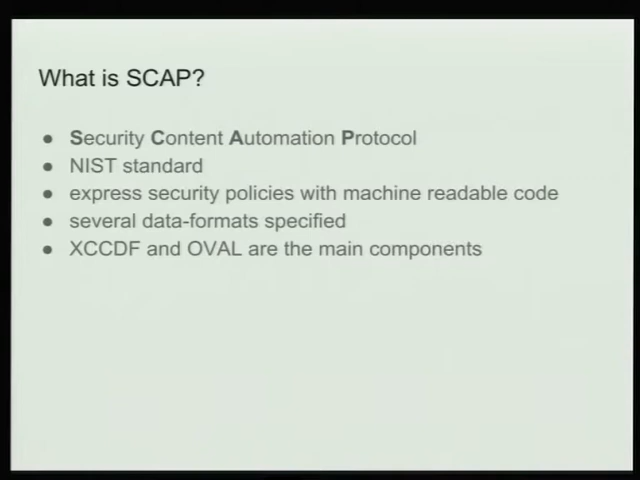 What is SCAP?
● Security Content Automation Protocol
● NIST standard
● express security policies with machine readable code
● several data-formats specified
● XCCDF and OVAL are the main components